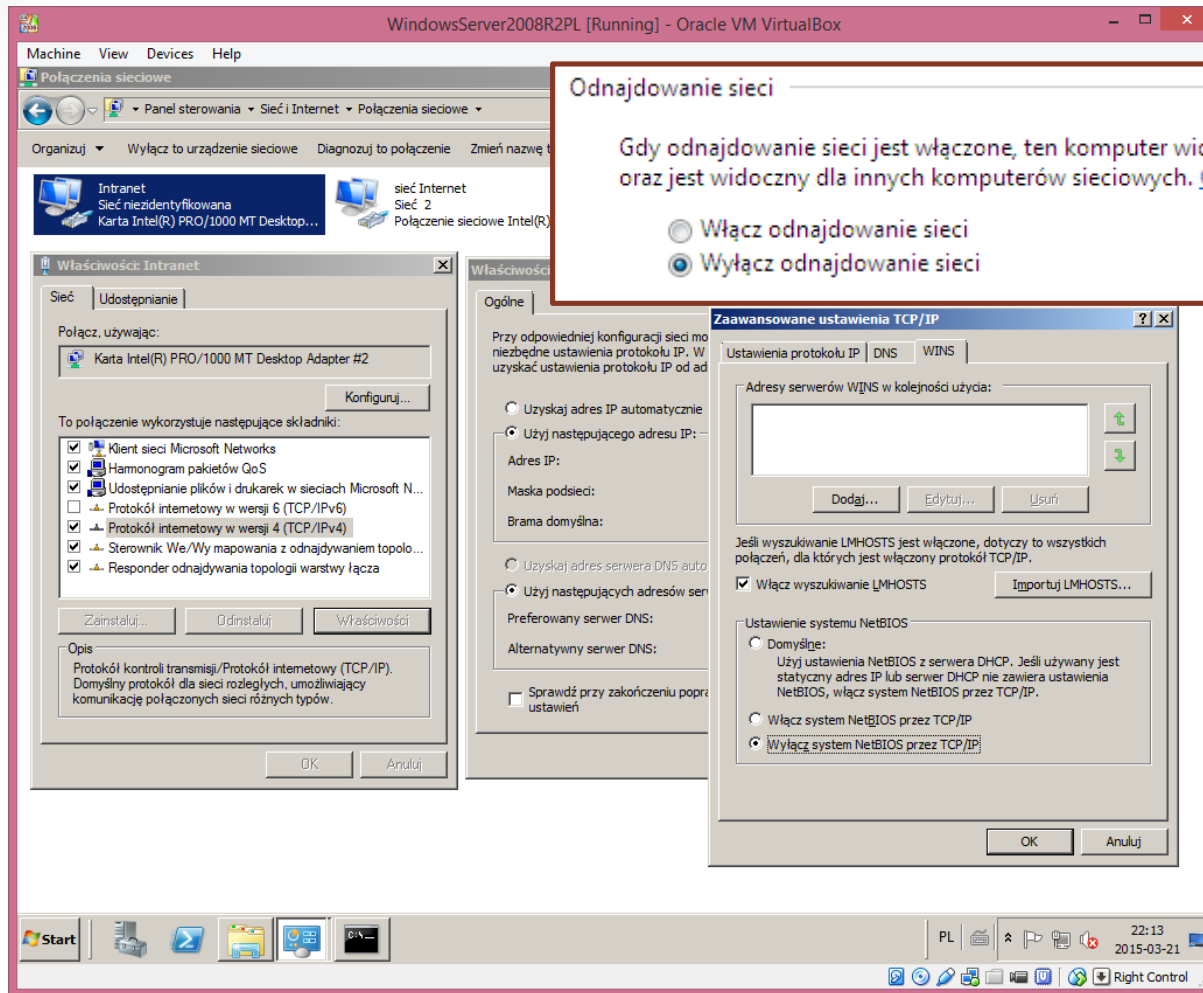 WindowsServer2008R2PL [Running] - Oracle VM VirtualBox
Machine View Devices Help
Połączenia sieciowe
Panel sterowania Sieć i Internet Połączenia sieciowe
Organizuj Wyłącz to urządzenie sieciowe Diagnozuj to połączenie Zmień nazwę t
Intranet
Sieć niezidentyfikowana
Karta Intel(R) PRO/1000 MT Desktop...
sieć Internet
Sieć 2
Połączenie sieciowe Intel(R)
Odnajdowanie sieci
Gdy odnajdowanie sieci jest włączone, ten komputer wid
oraz jest widoczny dla innych komputerów sieciowych.
Włącz odnajdowanie sieci
Wyłącz odnajdowanie sieci
Właściwości: Intranet
Sieć Udostępnianie
Połącz, używając:
Karta Intel(R) PRO/1000 MT Desktop Adapter #2
Konfiguruj...
To połączenie wykorzystuje następujące składniki:
Klient sieci Microsoft Networks
Harmonogram pakietów QoS
Udostępnianie plików i drukarek w sieciach Microsoft N...
Protokół internetowy w wersji 6 (TCP/IPv6)
Protokół internetowy w wersji 4 (TCP/IPv4)
Sterownik We/Wy mapowania z odnajdywaniem topolo...
Responder odnajdywania topologii warstwy łącza
Zainstaluj... Odinstaluj Właściwości
Opis
Protokół kontroli transmisji/Protokół internetowy (TCP/IP).
Domyślny protokół dla sieci rozległych, umożliwiający
komunikację połączonych sieci różnych typów.
OK Anuluj
Właściwości
Ogólne
Przy odpowiedniej konfiguracji sieci mo
niezbędne ustawienia protokołu IP. W
uzyskać ustawienia protokołu IP od ad
Uzyskaj adres IP automatycznie
Użyj następującego adresu IP:
Adres IP:
Maska podsieci:
Brama domyślna:
Uzyskaj adres serwera DNS auto
Użyj następujących adresów ser
Preferowany serwer DNS:
Alternatywny serwer DNS:
Sprawdź przy zakończeniu popra
ustawień
Zaawansowane ustawienia TCP/IP
Ustawienia protokołu IP DNS WINS
Adresy serwerów WINS w kolejności użycia:
Dodaj... Edytuj... Usuń
Jeśli wyszukiwanie LMHOSTS jest włączone, dotyczy to wszystkich
połączeń, dla których jest włączony protokół TCP/IP.
Włącz wyszukiwanie LMHOSTS Importuj LMHOSTS...
Ustawienie systemu NetBIOS
Domyślne:
Użyj ustawienia NetBIOS z serwera DHCP. Jeśli używany jest
statyczny adres IP lub serwer DHCP nie zawiera ustawienia
NetBIOS, włącz system NetBIOS przez TCP/IP.
Włącz system NetBIOS przez TCP/IP
Wyłącz system NetBIOS przez TCP/IP
OK Anuluj
Start
PL
22:13
2015-03-21
Right Control